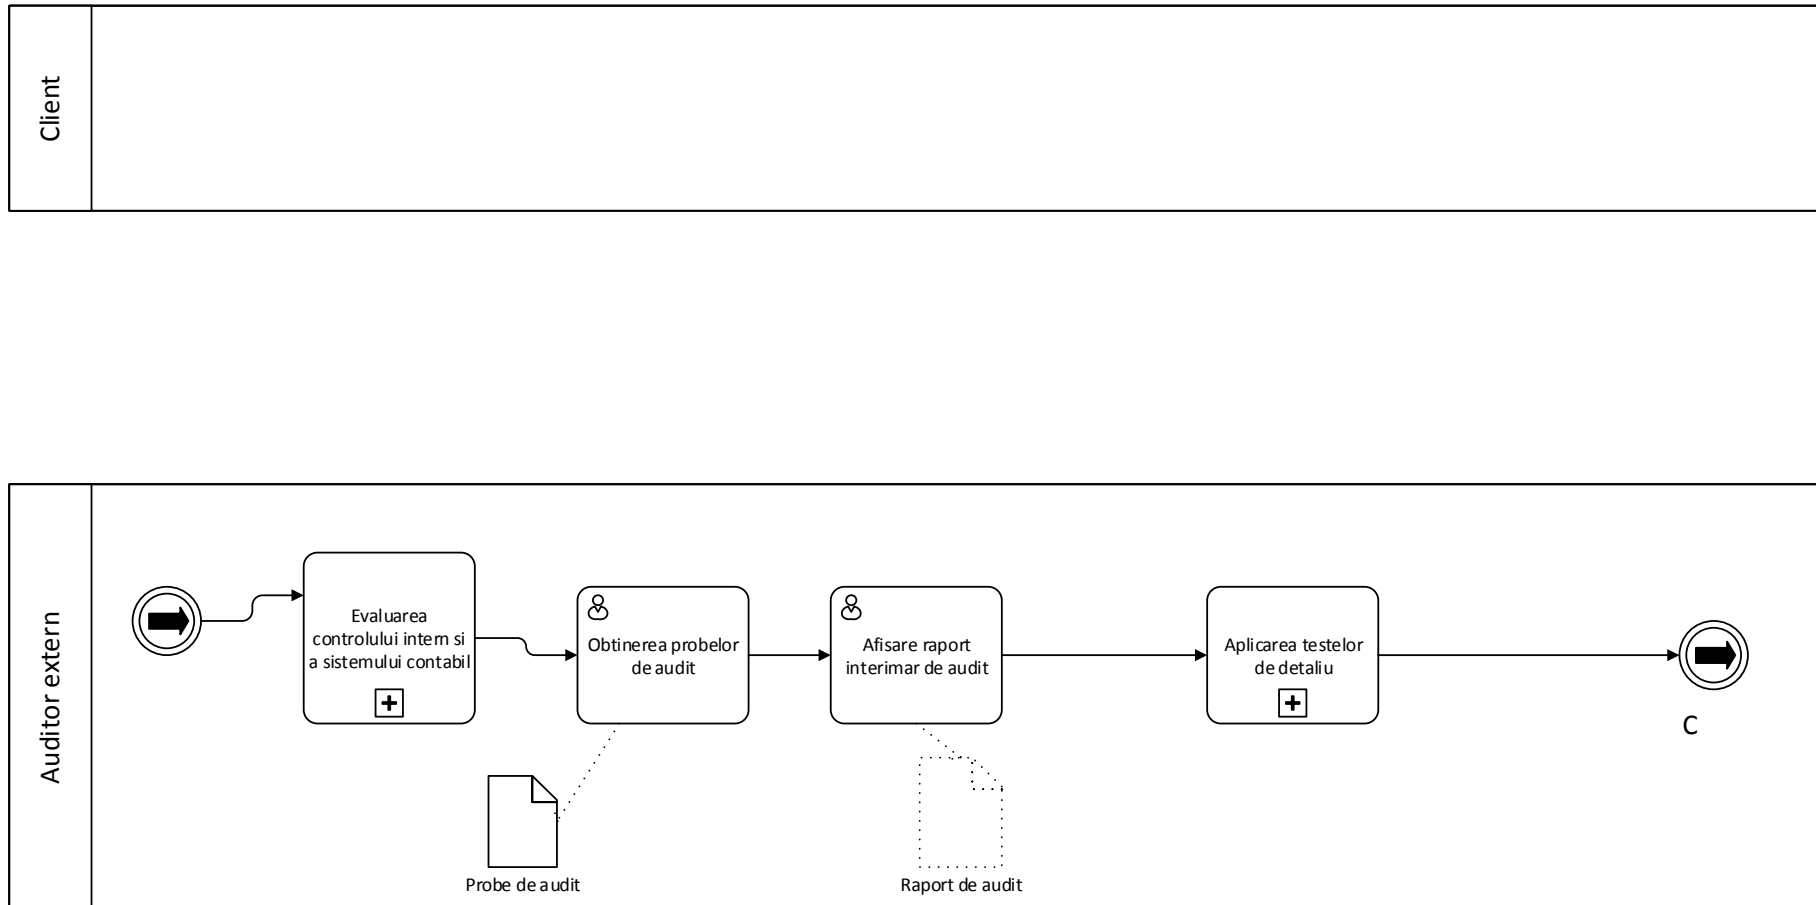 Client
Auditor extern
Evaluarea
controlului intern si
a sistemului contabil
Obtinerea probelor
de audit
Afisare raport
interimar de audit
Aplicarea testelor
de detaliu
C
Probe de audit
Raport de audit